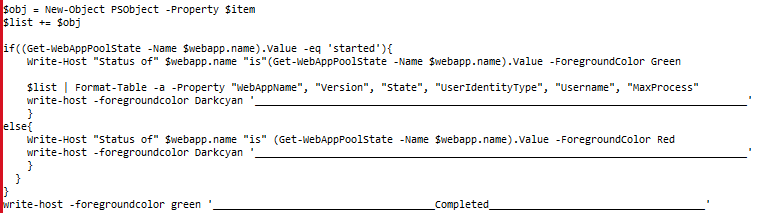 $obj = New-Object PSObject -Property $item
$list += $obj
if((Get-WebAppPoolState -Name $webapp.name).Value -eq 'started'){
Write-Host "Status of" $webapp.name "is"(Get-WebAppPoolState -Name $webapp.name).Value -ForegroundColor Green
$list | Format-Table -a -Property "WebAppName", "Version", "State", "UserIdentityType", "Username", "MaxProcess"
write-host -foregroundcolor Darkcyan '______________________________________________________________________________'
}
else{
Write-Host "Status of" $webapp.name "is" (Get-WebAppPoolState -Name $webapp.name).Value -ForegroundColor Red
write-host -foregroundcolor Darkcyan '______________________________________________________________________________'
}
}
}
write-host -foregroundcolor green '___________________________________Completed___________________________________'